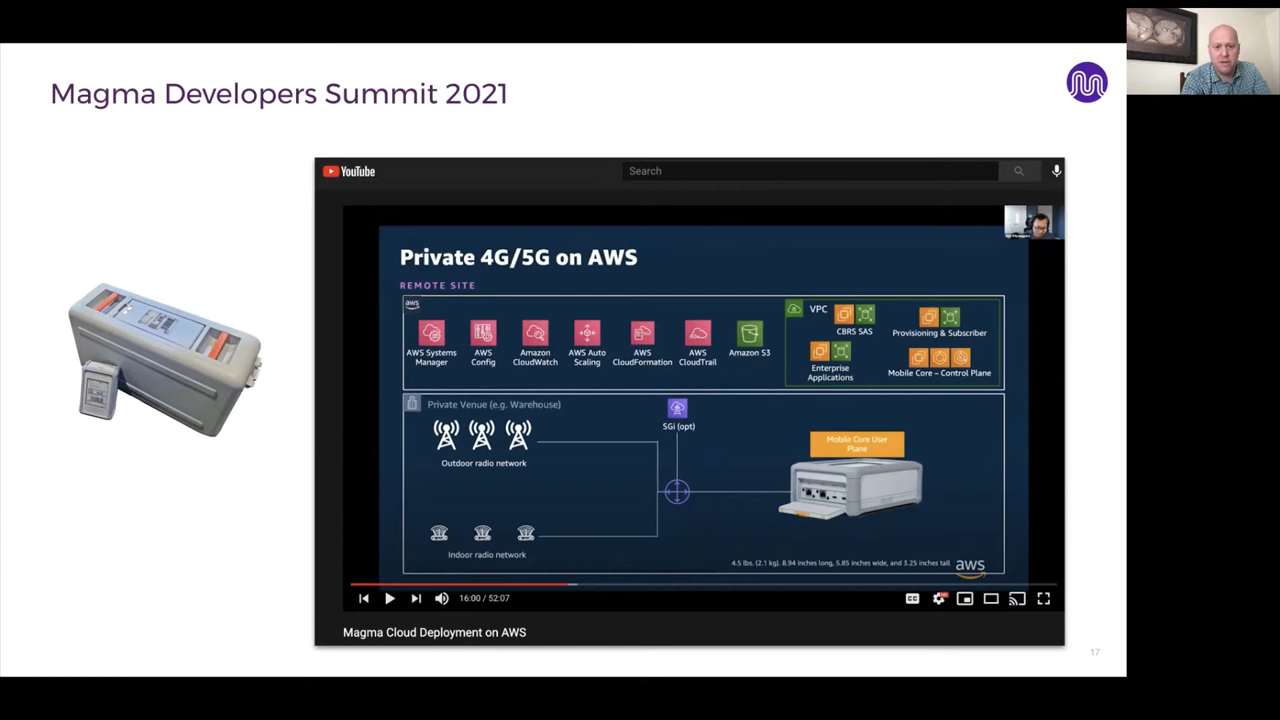 Magma Developers Summit 2021
YouTube
Search
Private 4G/5G on AWS
REMOTE SITE
aws
AWS Systems
Manager
AWS
Config
Amazon
CloudWatch
AWS Auto
Scaling
AWS
CloudFormation
AWS
CloudTrail
Amazon S3
VPC
CBRS SAS
Provisioning & Subscriber
Enterprise
Applications
Mobile Core – Control Plane
Private Venue (e.g. Warehouse)
SGi (opt)
Outdoor radio network
Mobile Core User
Plane
Indoor radio network
4.5 lbs. (2.1 kg). 8.94 inches long, 5.85 inches wide, and 3.25 inches tall
aws
16:00 / 52:07
CC
Magma Cloud Deployment on AWS
17